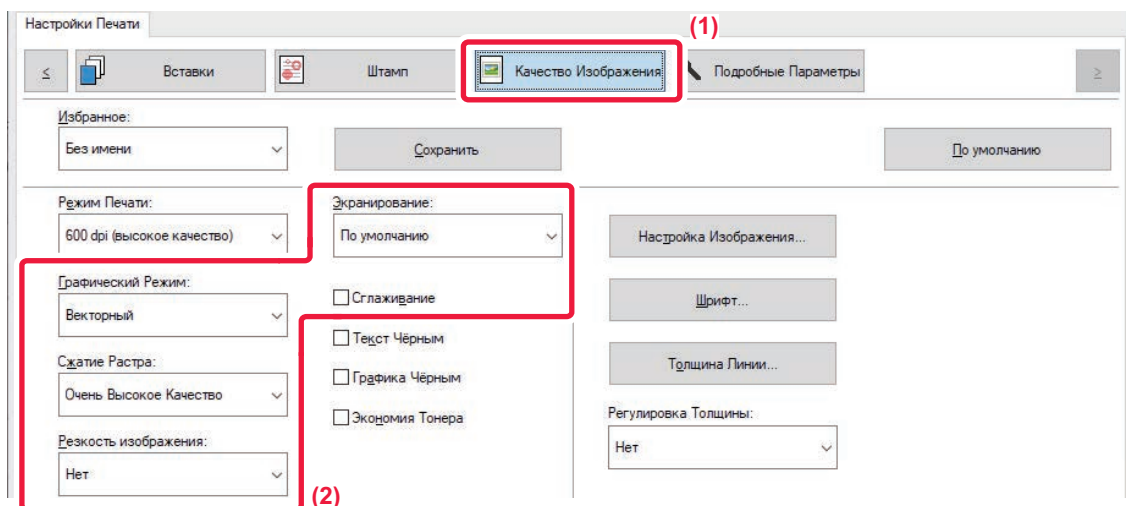 Настройки Печати
(1)
≤
Вставки
Штамп
Качество Изображения
Подробные Параметры
≥
Избранное:
Без имени
Сохранить
По умолчанию
Режим Печати:
600 dpi (высокое качество)
Экранирование:
По умолчанию
Настройка Изображения...
Графический Режим:
Векторный
Сглаживание
Шрифт...
Текст Чёрным
Сжатие Растра:
Очень Высокое Качество
Графика Чёрным
Толщина Линии...
Экономия Тонера
Регулировка Толщины:
Нет
Резкость изображения:
Нет
(2)